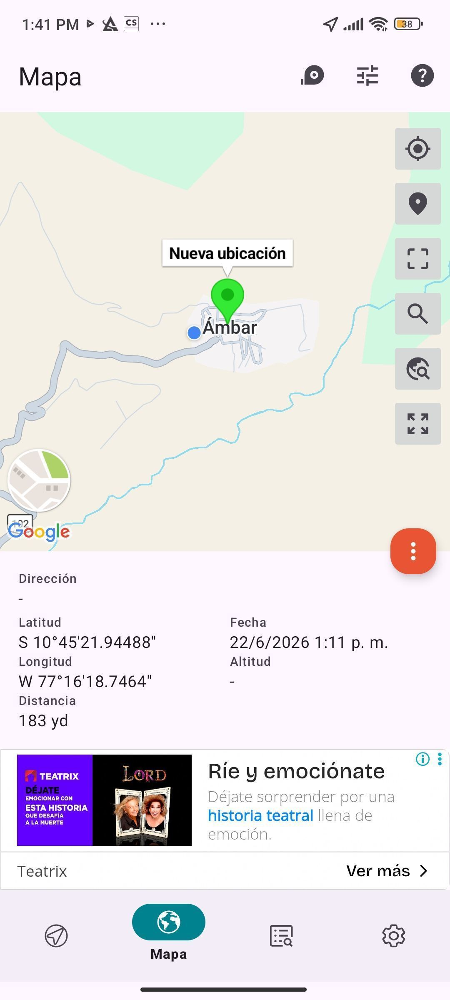 1:41 PM
CS
38
Mapa
Nueva ubicación
Ámbar
102
Google
Dirección
-
Latitud
Fecha
S 10°45'21.94488"
22/6/2026 1:11 p. m.
Longitud
Altitud
W 77°16'18.7464"
-
Distancia
183 yd
TEATRIX
DÉJATE
EMOCIONAR CON
ESTA HISTORIA
QUE DESAFÍA
A LA MUERTE
LORD
Ríe y emociónate
Déjate sorprender por una
historia teatral llena de
emoción.
Teatrix
Ver más
Mapa